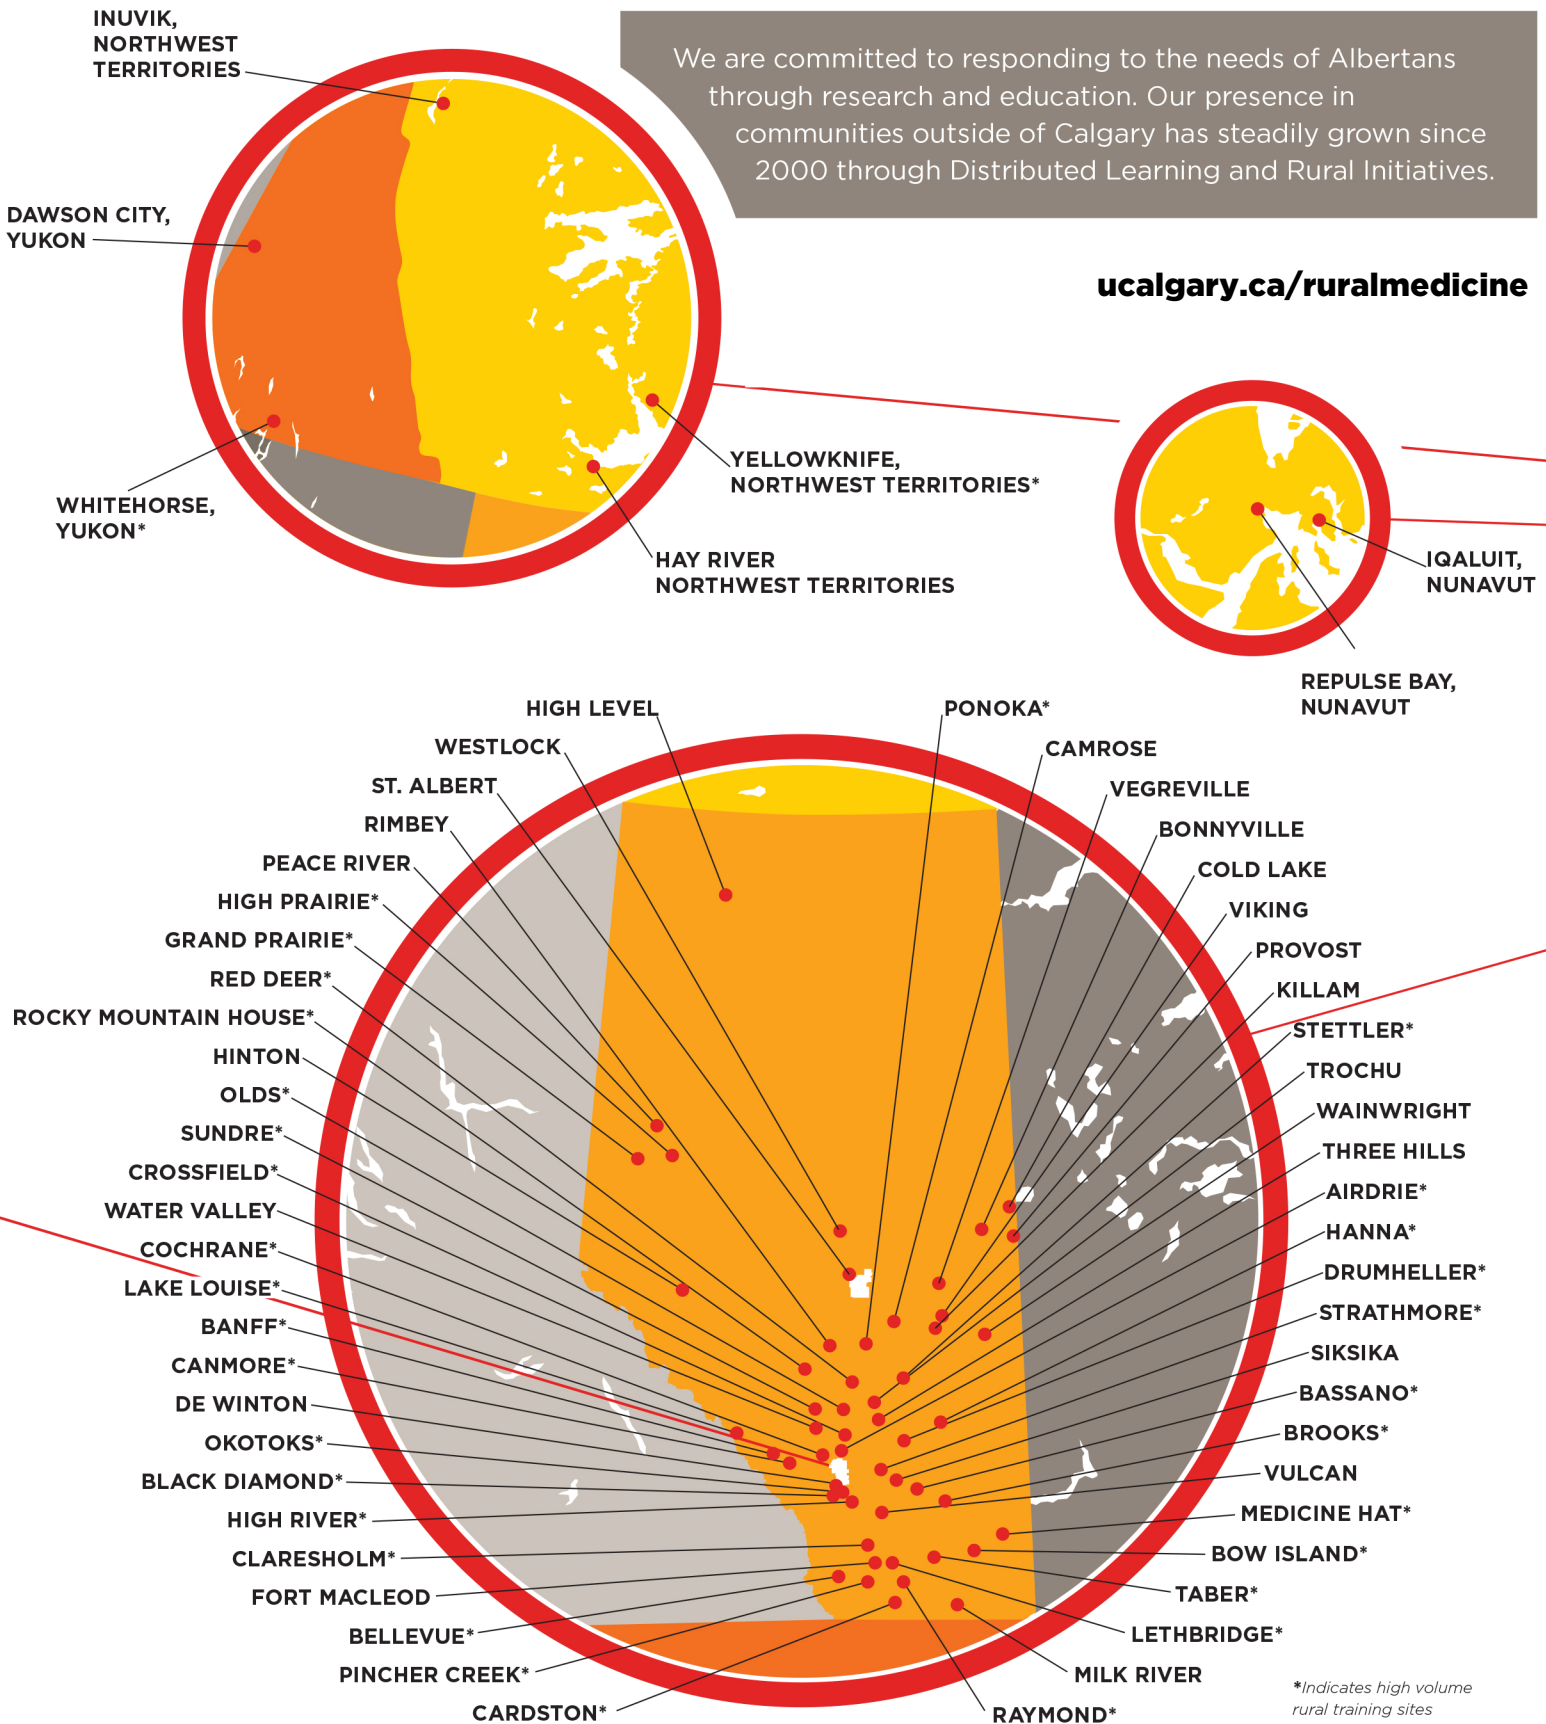 INUVIK,
NORTHWEST
TERRITORIES
We are committed to responding to the needs of Albertans
through research and education. Our presence in
communities outside of Calgary has steadily grown since
2000 through Distributed Learning and Rural Initiatives.
DAWSON CITY,
YUKON
ucalgary.ca/ruralmedicine
WHITEHORSE,
YUKON*
YELLOWKNIFE,
NORTHWEST TERRITORIES*
HAY RIVER
NORTHWEST TERRITORIES
IQALUIT,
NUNAVUT
REPULSE BAY,
NUNAVUT
HIGH LEVEL
WESTLOCK
ST. ALBERT
RIMBEY
PEACE RIVER
HIGH PRAIRIE*
GRAND PRAIRIE*
RED DEER*
ROCKY MOUNTAIN HOUSE*
HINTON
OLDS*
SUNDRE*
CROSSFIELD*
WATER VALLEY
COCHRANE*
LAKE LOUISE*
BANFF*
CANMORE*
DE WINTON
OKOTOKS*
BLACK DIAMOND*
HIGH RIVER*
CLARESHOLM*
FORT MACLEOD
BELLEVUE*
PINCHER CREEK*
CARDSTON*
PONOKA*
CAMROSE
VEGREVILLE
BONNYVILLE
COLD LAKE
VIKING
PROVOST
KILLAM
STETTLER*
TROCHU
WAINWRIGHT
THREE HILLS
AIRDRIE*
HANNA*
DRUMHELLER*
STRATHMORE*
SIKSIKA
BASSANO*
BROOKS*
VULCAN
MEDICINE HAT*
BOW ISLAND*
TABER*
LETHBRIDGE*
MILK RIVER
RAYMOND*
*Indicates high volume
rural training sites